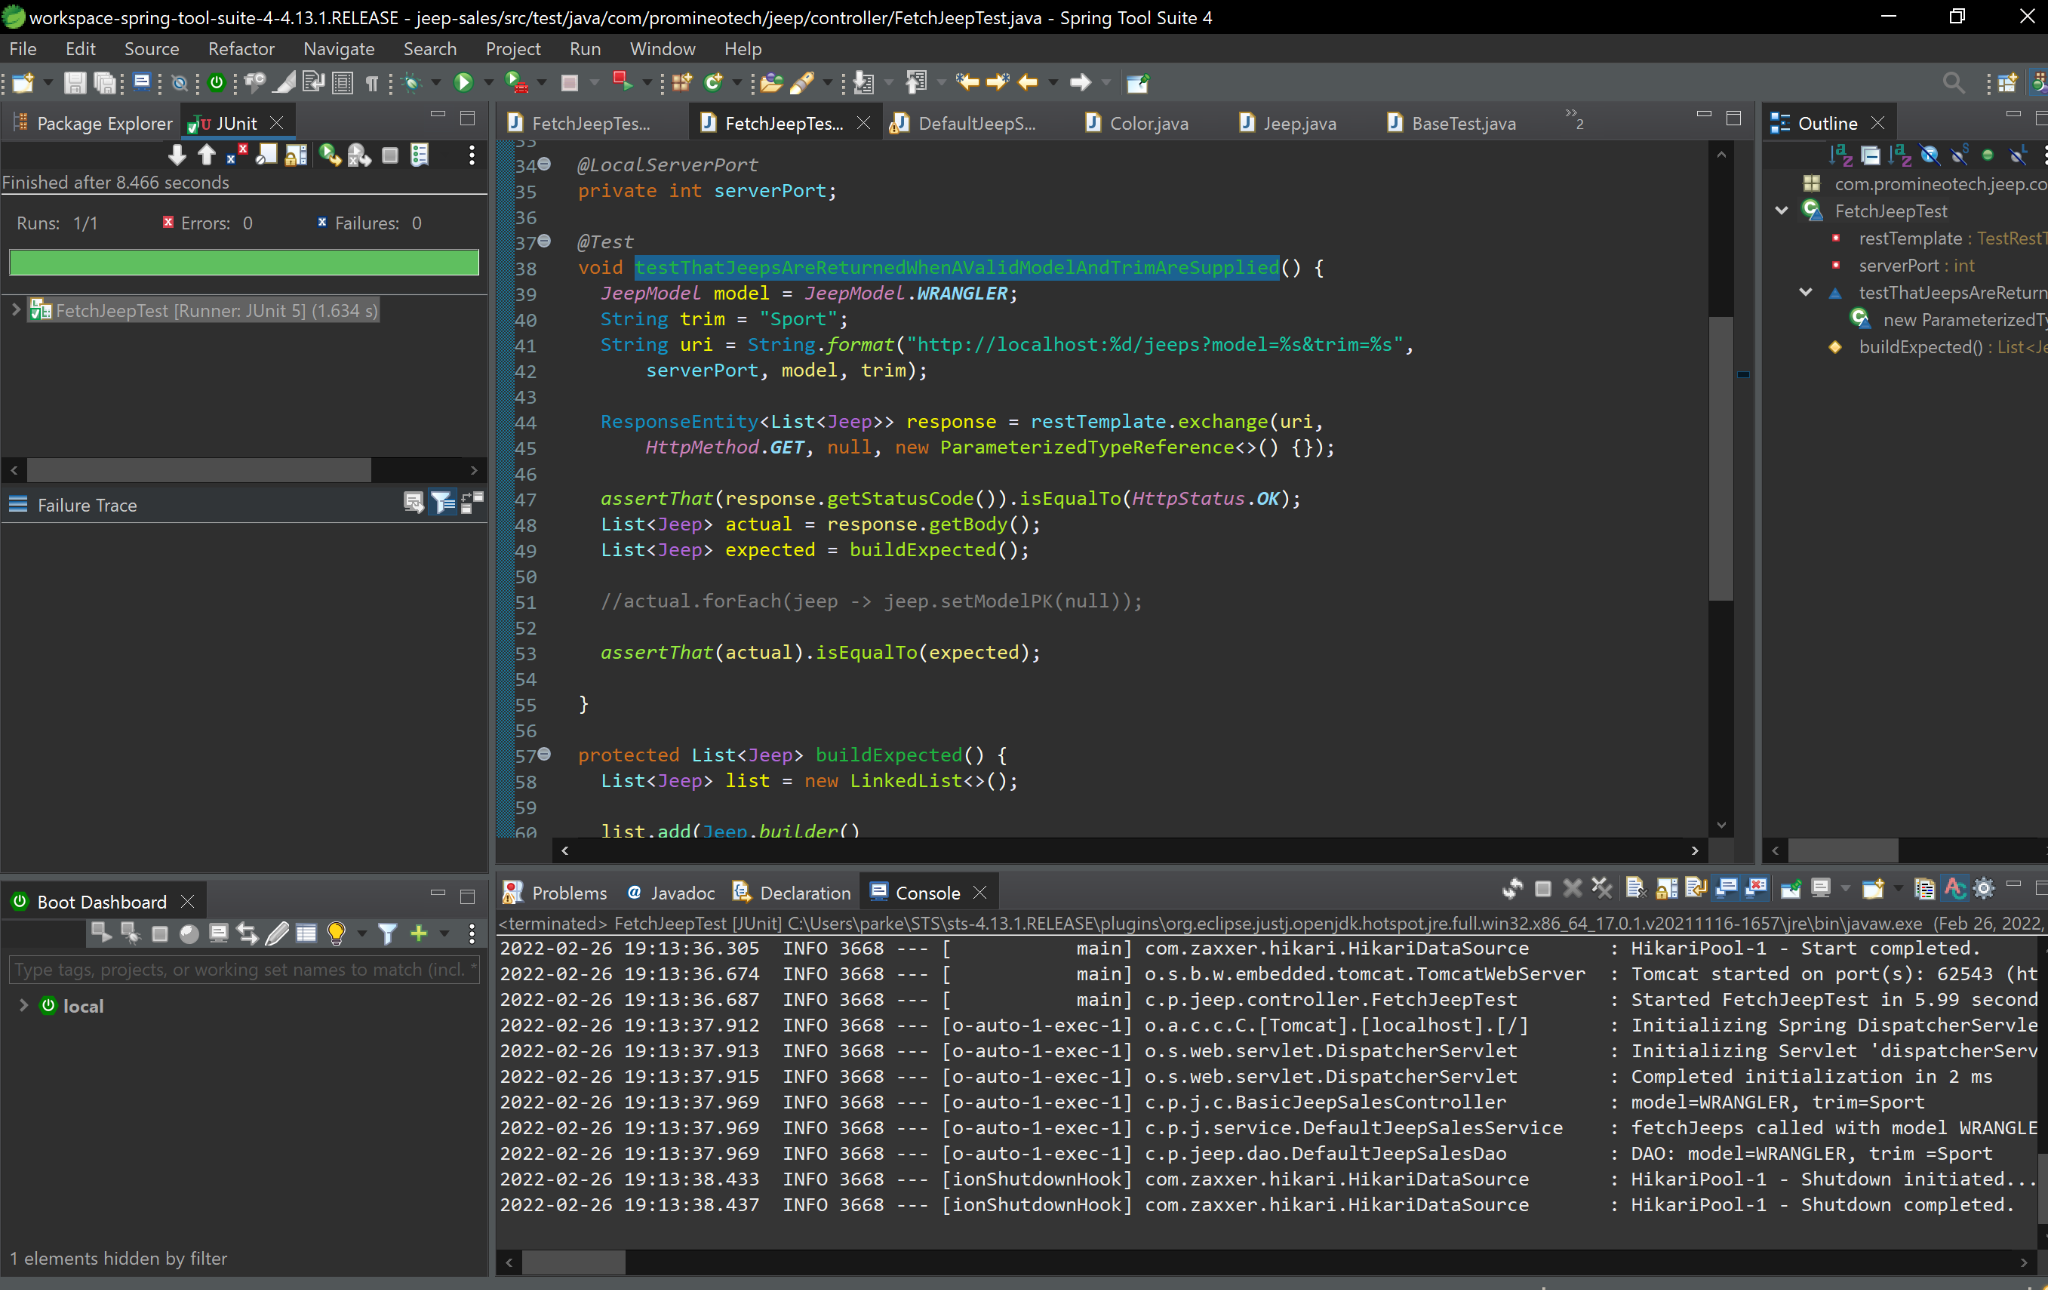 workspace-spring-tool-suite-4-4.13.1.RELEASE - jeep-sales/src/test/java/com/promineotech/jeep/controller/FetchJeepTest.java - Spring Tool Suite 4
File Edit Source Refactor Navigate Search Project Run Window Help
Package Explorer JUnit
Finished after 8.466 seconds
Runs: 1/1 Errors: 0 Failures: 0
FetchJeepTest [Runner: JUnit 5] (1.634 s)
Failure Trace
FetchJeepTes... FetchJeepTes... DefaultJeepS... Color.java Jeep.java BaseTest.java »2
33
34 @LocalServerPort
35 private int serverPort;
36
37 @Test
38 void testThatJeepsAreReturnedWhenAValidModelAndTrimAreSupplied() {
39 JeepModel model = JeepModel.WRANGLER;
40 String trim = "Sport";
41 String uri = String.format("http://localhost:%d/jeeps?model=%s&trim=%s",
42 serverPort, model, trim);
43
44 ResponseEntity<List<Jeep>> response = restTemplate.exchange(uri,
45 HttpMethod.GET, null, new ParameterizedTypeReference<>() {});
46
47 assertThat(response.getStatusCode()).isEqualTo(HttpStatus.OK);
48 List<Jeep> actual = response.getBody();
49 List<Jeep> expected = buildExpected();
50
51 //actual.forEach(jeep -> jeep.setModelPK(null));
52
53 assertThat(actual).isEqualTo(expected);
54
55 }
56
57 protected List<Jeep> buildExpected() {
58 List<Jeep> list = new LinkedList<>();
59
60 list.add(Jeep.builder()
Outline
com.promineotech.jeep.co
FetchJeepTest
restTemplate : TestRestT
serverPort : int
testThatJeepsAreReturn
new ParameterizedTy
buildExpected() : List<Je
Boot Dashboard
Type tags, projects, or working set names to match (incl. *
local
1 elements hidden by filter
Problems Javadoc Declaration Console
<terminated> FetchJeepTest [JUnit] C:\Users\parke\STS\sts-4.13.1.RELEASE\plugins\org.eclipse.justj.openjdk.hotspot.jre.full.win32.x86_64_17.0.1.v20211116-1657\jre\bin\javaw.exe (Feb 26, 2022,
2022-02-26 19:13:36.305 INFO 3668 --- [ main] com.zaxxer.hikari.HikariDataSource : HikariPool-1 - Start completed.
2022-02-26 19:13:36.674 INFO 3668 --- [ main] o.s.b.w.embedded.tomcat.TomcatWebServer : Tomcat started on port(s): 62543 (ht
2022-02-26 19:13:36.687 INFO 3668 --- [ main] c.p.jeep.controller.FetchJeepTest : Started FetchJeepTest in 5.99 second
2022-02-26 19:13:37.912 INFO 3668 --- [o-auto-1-exec-1] o.a.c.c.C.[Tomcat].[localhost].[/] : Initializing Spring DispatcherServle
2022-02-26 19:13:37.913 INFO 3668 --- [o-auto-1-exec-1] o.s.web.servlet.DispatcherServlet : Initializing Servlet 'dispatcherServ
2022-02-26 19:13:37.915 INFO 3668 --- [o-auto-1-exec-1] o.s.web.servlet.DispatcherServlet : Completed initialization in 2 ms
2022-02-26 19:13:37.969 INFO 3668 --- [o-auto-1-exec-1] c.p.j.c.BasicJeepSalesController : model=WRANGLER, trim=Sport
2022-02-26 19:13:37.969 INFO 3668 --- [o-auto-1-exec-1] c.p.j.service.DefaultJeepSalesService : fetchJeeps called with model WRANGLE
2022-02-26 19:13:37.969 INFO 3668 --- [o-auto-1-exec-1] c.p.jeep.dao.DefaultJeepSalesDao : DAO: model=WRANGLER, trim =Sport
2022-02-26 19:13:38.433 INFO 3668 --- [ionShutdownHook] com.zaxxer.hikari.HikariDataSource : HikariPool-1 - Shutdown initiated...
2022-02-26 19:13:38.437 INFO 3668 --- [ionShutdownHook] com.zaxxer.hikari.HikariDataSource : HikariPool-1 - Shutdown completed.